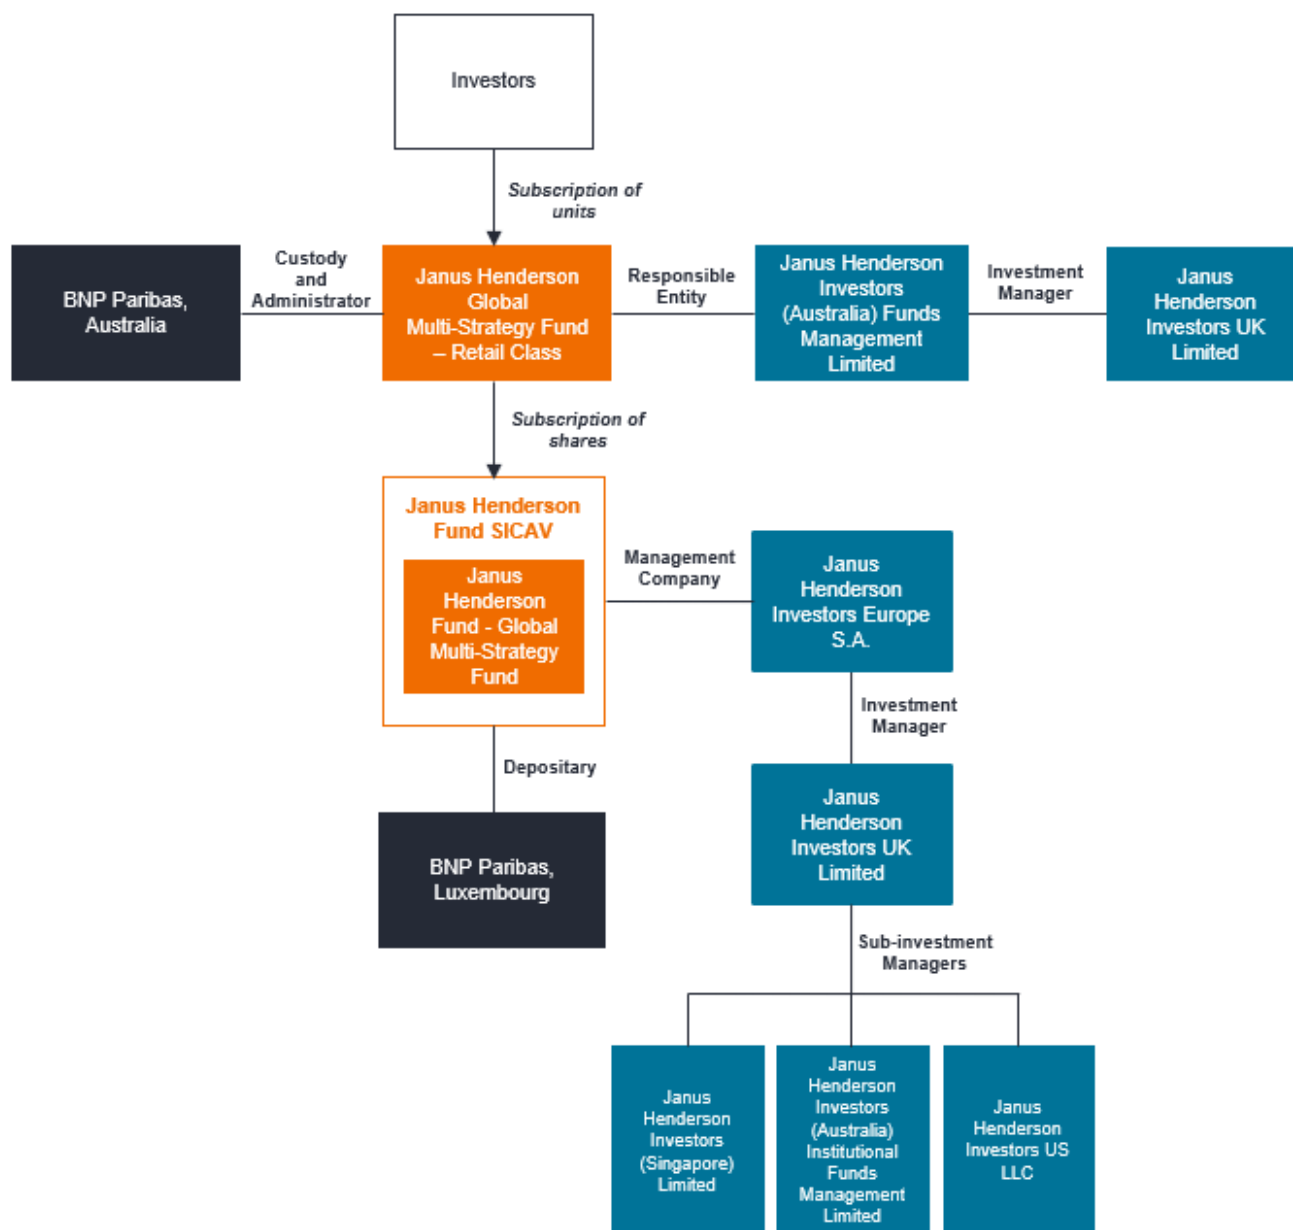 Investors
Subscription of
units
BNP Paribas,
Australia
Custody
and
Administrator
Janus Henderson
Global
Multi-Strategy Fund
– Retail Class
Responsible
Entity
Janus Henderson
Investors
(Australia) Funds
Management
Limited
Investment
Manager
Janus
Henderson
Investors UK
Limited
Subscription of
shares
Janus Henderson
Fund SICAV
Janus
Henderson
Fund - Global
Multi-Strategy
Fund
Management
Company
Janus
Henderson
Investors Europe
S.A.
Investment
Manager
Depositary
BNP Paribas,
Luxembourg
Janus
Henderson
Investors UK
Limited
Sub-investment
Managers
Janus
Henderson
Investors
(Singapore)
Limited
Janus
Henderson
Investors
(Australia)
Institutional
Funds
Management
Limited
Janus
Henderson
Investors US
LLC